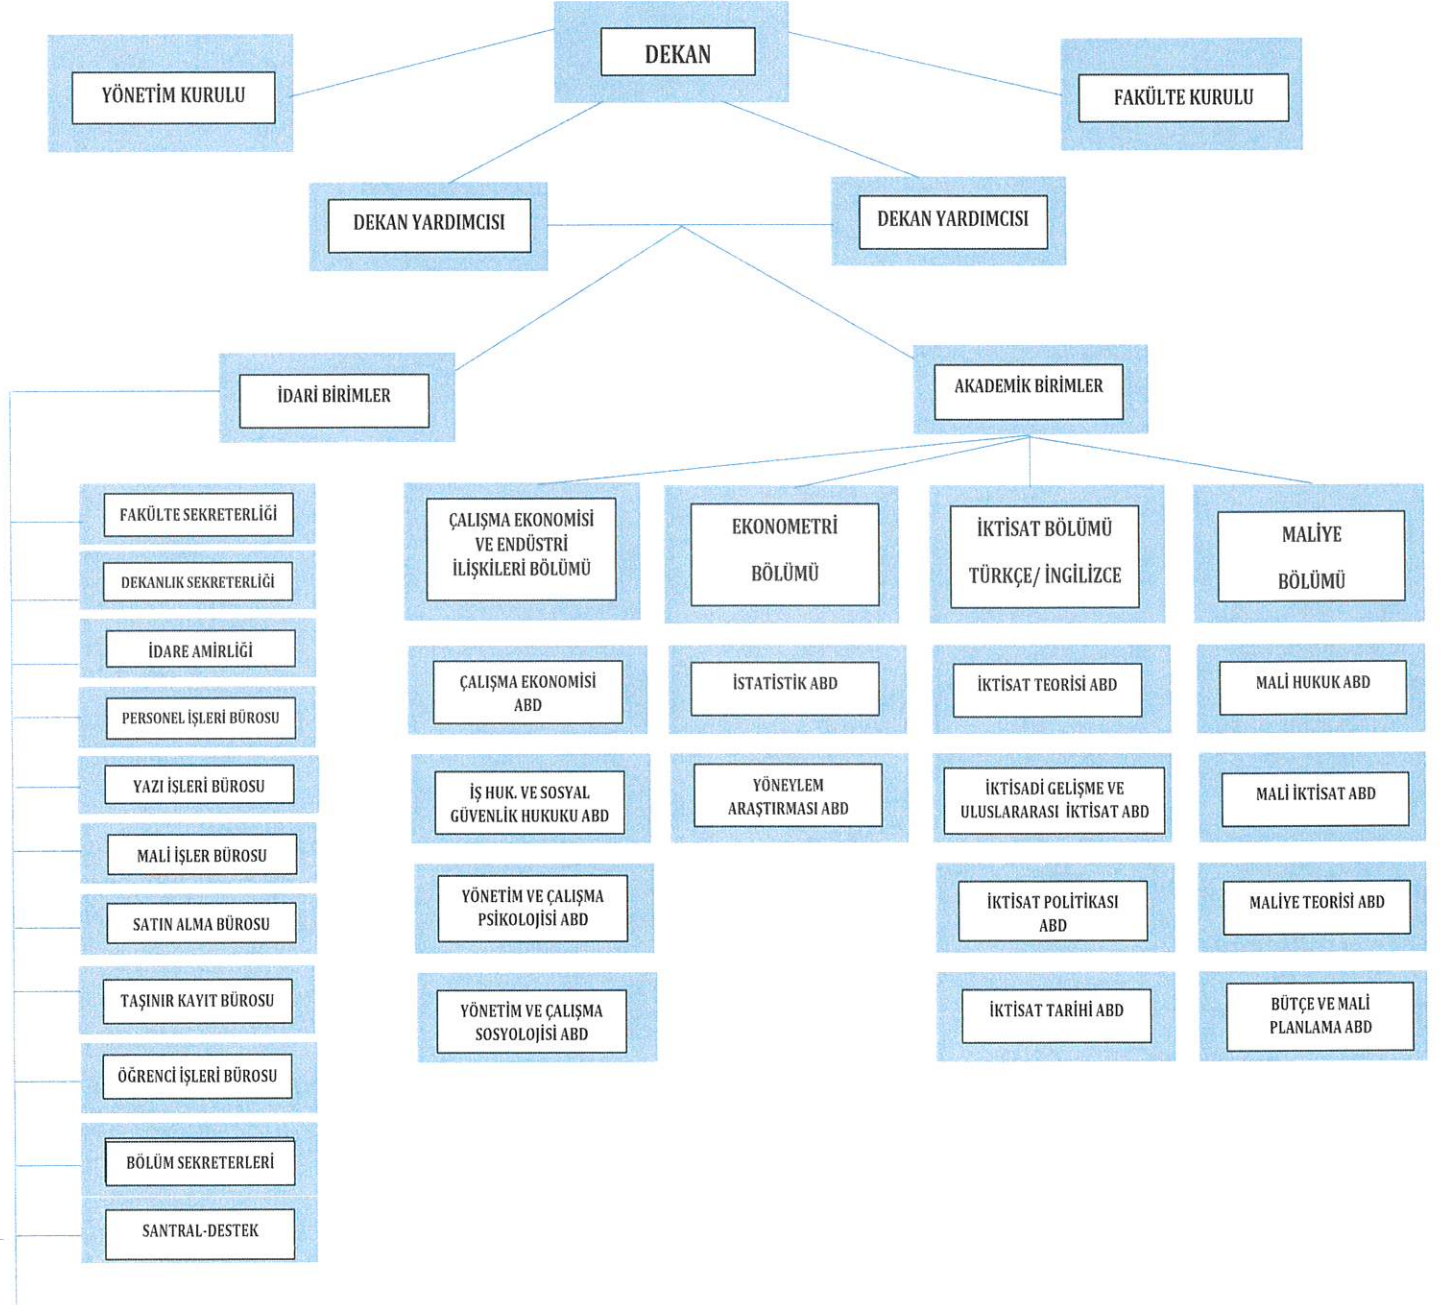 DEKAN
YÖNETİM KURULU
FAKÜLTE KURULU
DEKAN YARDIMCISI
DEKAN YARDIMCISI
İDARİ BİRİMLER
AKADEMİK BİRİMLER
FAKÜLTE SEKRETERLİĞİ
DEKANLIK SEKRETERLİĞİ
İDARE AMİRLİĞİ
PERSONEL İŞLERİ BÜROSU
YAZI İŞLERİ BÜROSU
MALİ İŞLER BÜROSU
SATIN ALMA BÜROSU
TAŞINIR KAYIT BÜROSU
ÖĞRENCİ İŞLERİ BÜROSU
BÖLÜM SEKRETERLERİ
SANTRAL-DESTEK
ÇALIŞMA EKONOMİSİ
VE ENDÜSTRİ
İLİŞKİLERİ BÖLÜMÜ
ÇALIŞMA EKONOMİSİ
ABD
İŞ HUK. VE SOSYAL
GÜVENLİK HUKUKU ABD
YÖNETİM VE ÇALIŞMA
PSİKOLOJİSİ ABD
YÖNETİM VE ÇALIŞMA
SOSYOLOJİSİ ABD
EKONOMETRİ
BÖLÜMÜ
İSTATİSTİK ABD
YÖNEYLEM
ARAŞTIRMASI ABD
İKTİSAT BÖLÜMÜ
TÜRKÇE/ İNGİLİZCE
İKTİSAT TEORİSI ABD
İKTİSADİ GELİŞME VE
ULUSLARARASI İKTİSAT ABD
İKTİSAT POLİTİKASI
ABD
İKTİSAT TARİHİ ABD
MALİYE
BÖLÜMÜ
MALİ HUKUK ABD
MALİ İKTİSAT ABD
MALİYE TEORİSI ABD
BÜTÇE VE MALİ
PLANLAMA ABD